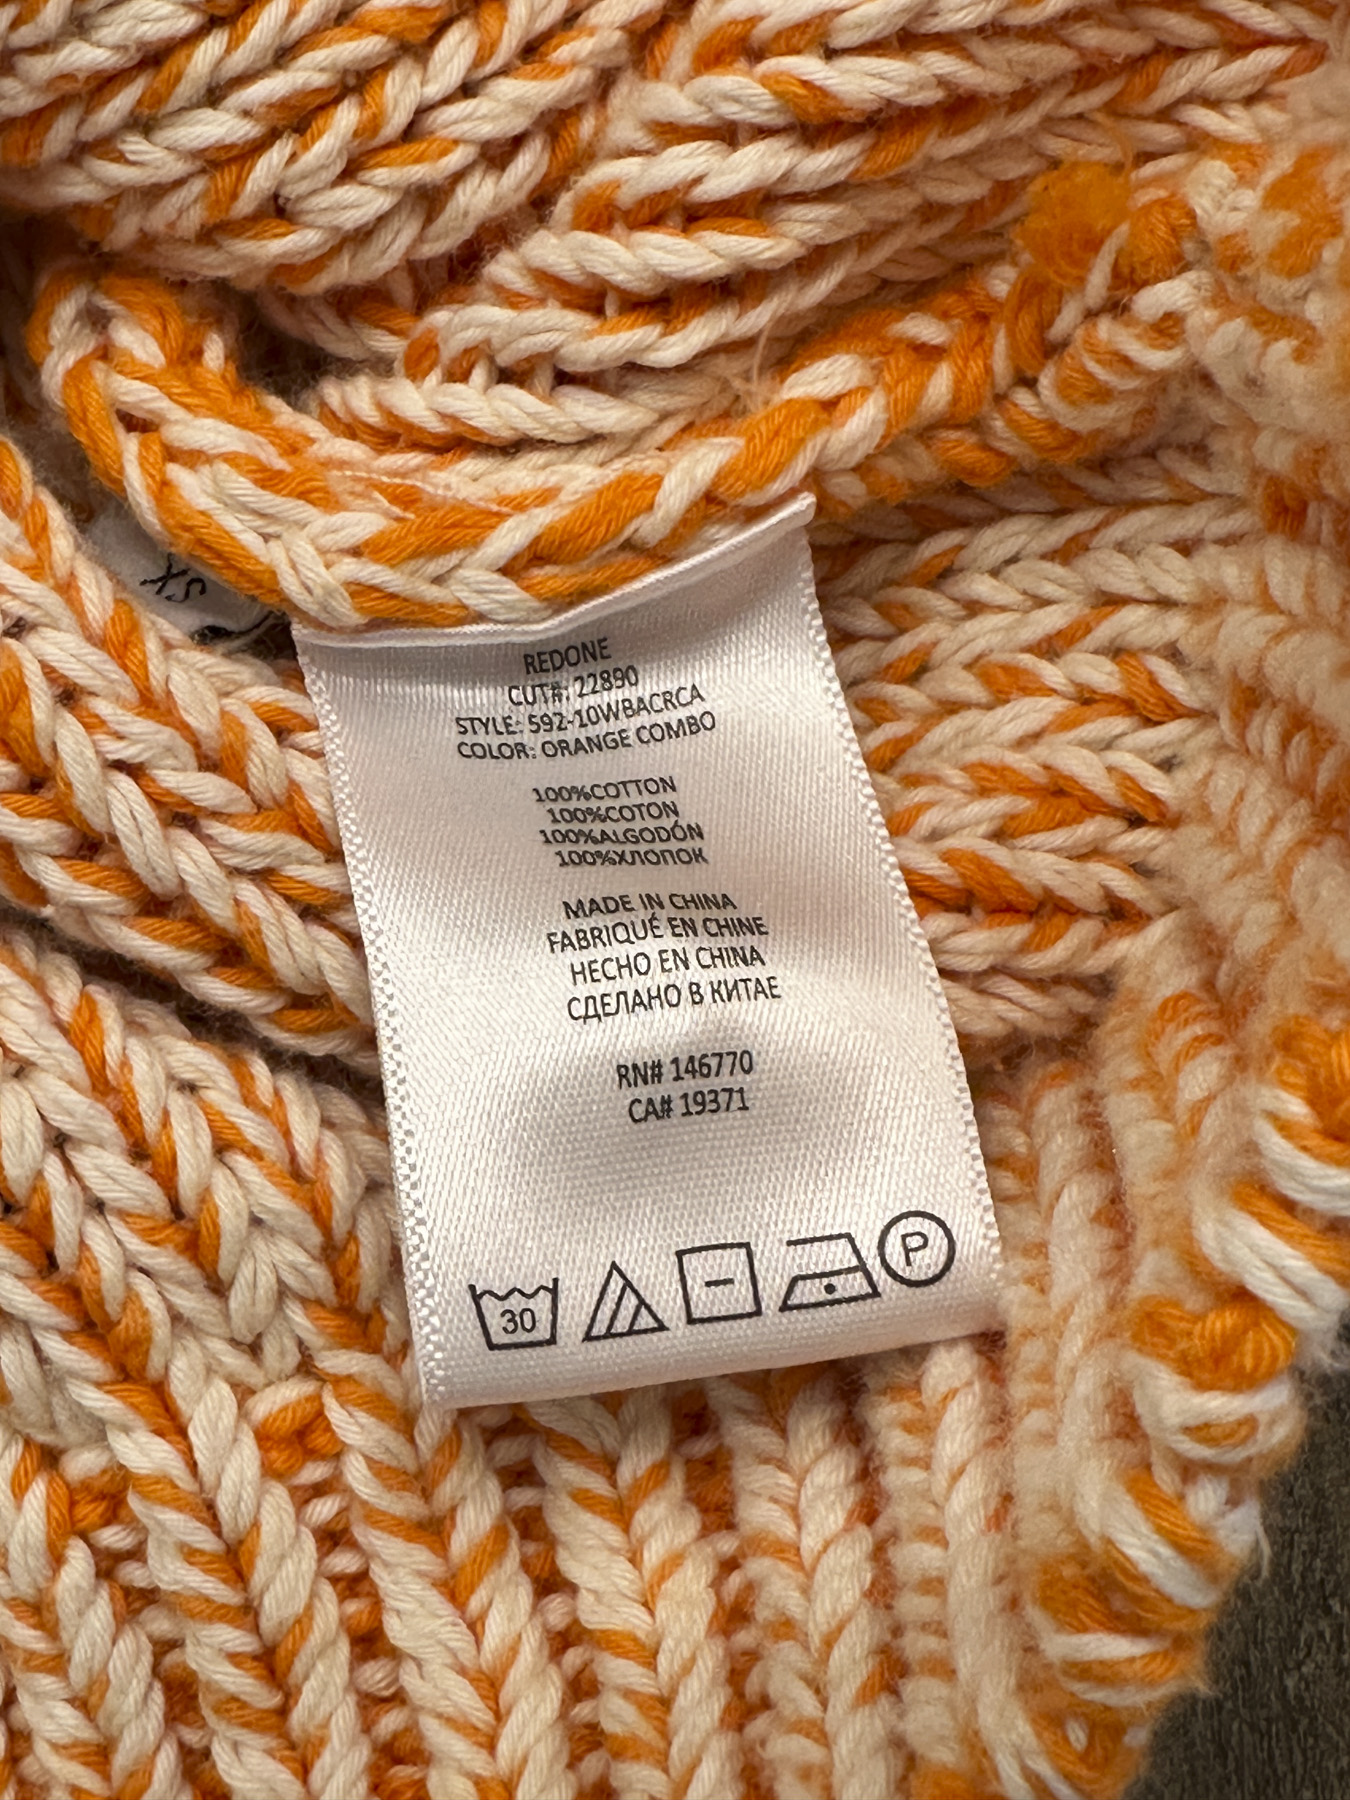 XS
REDONE
CUT#: 22890
STYLE: 592-10WBACRCA
COLOR: ORANGE COMBO
100%COTTON
100%COTON
100%ALGODÓN
100%ХЛОПОК
MADE IN CHINA
FABRIQUÉ EN CHINE
HECHO EN CHINA
СДЕЛАНО В КИТАЕ
RN# 146770
CA# 19371
30
P